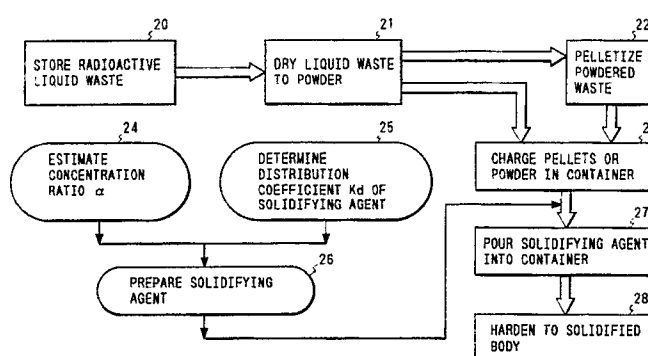 20
STORE RADIOACTIVE
LIQUID WASTE
21
DRY LIQUID WASTE
TO POWDER
22
PELLETIZE
POWDERED
WASTE
24
ESTIMATE
CONCENTRATION
RATIO α
25
DETERMINE
DISTRIBUTION
COEFFICIENT Kd OF
SOLIDIFYING AGENT
2
CHARGE PELLETS OR
POWDER IN CONTAINER
26
PREPARE SOLIDIFYING
AGENT
27
POUR SOLIDIFYING AGENT
INTO CONTAINER
28
HARDEN TO SOLIDIFIED
BODY